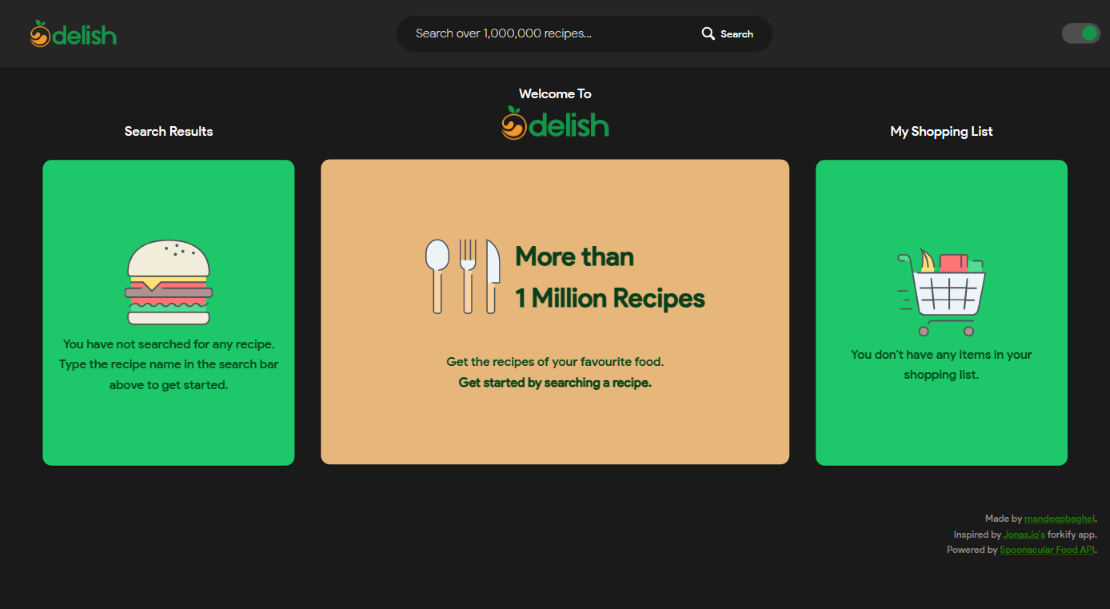 delish
Search over 1,000,000 recipes...
Search
Welcome To
delish
Search Results
My Shopping List
You have not searched for any recipe.
Type the recipe name in the search bar
above to get started.
More than
1 Million Recipes
Get the recipes of your favourite food.
Get started by searching a recipe.
You don't have any items in your
shopping list.
Made by mandeepbaghel.
Inspired by Jonas.io's forkify app.
Powered by Spoonacular Food API.